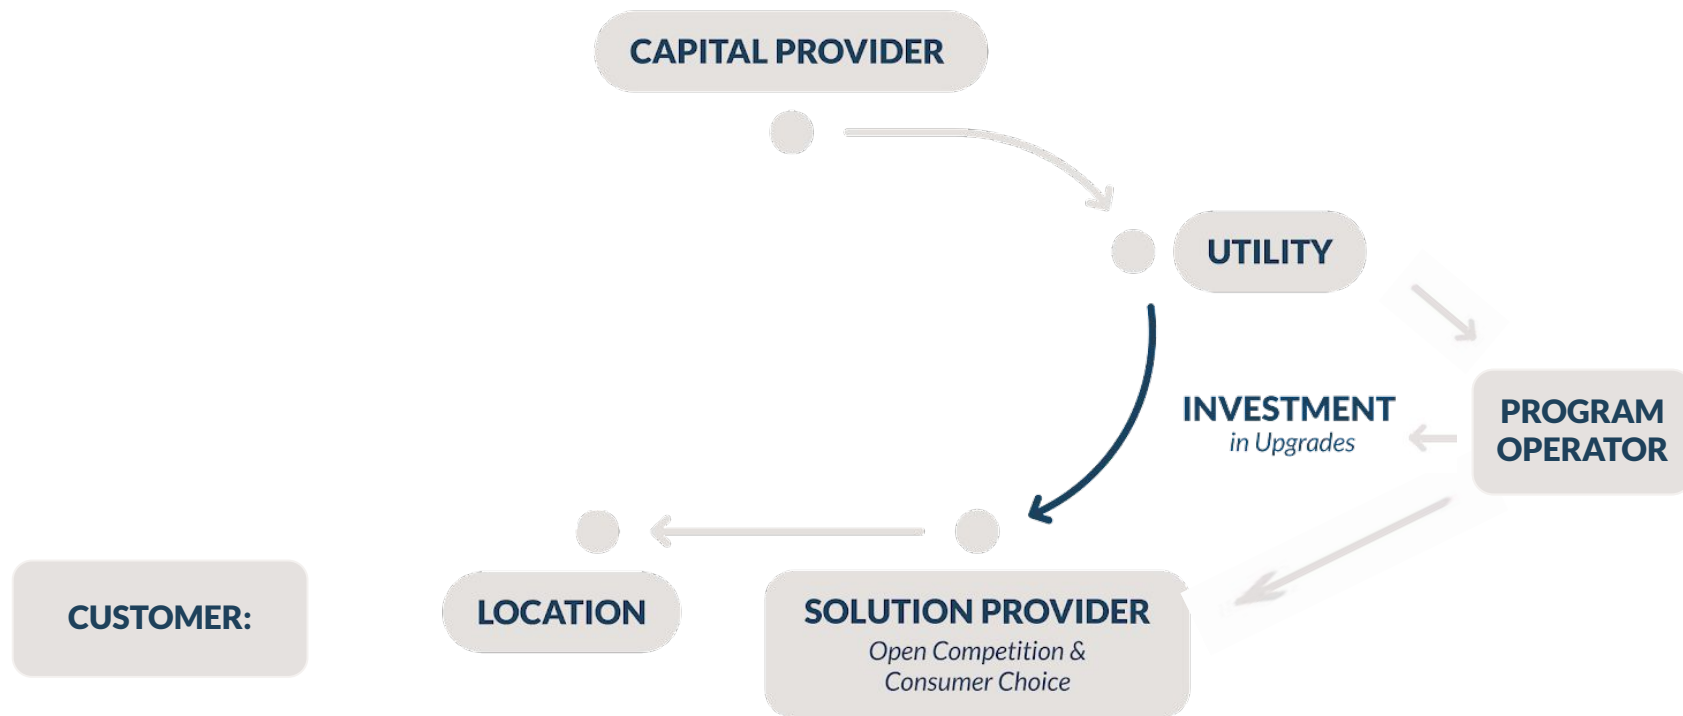 CAPITAL PROVIDER
UTILITY
INVESTMENT
in Upgrades
PROGRAM
OPERATOR
CUSTOMER:
LOCATION
SOLUTION PROVIDER
Open Competition &
Consumer Choice